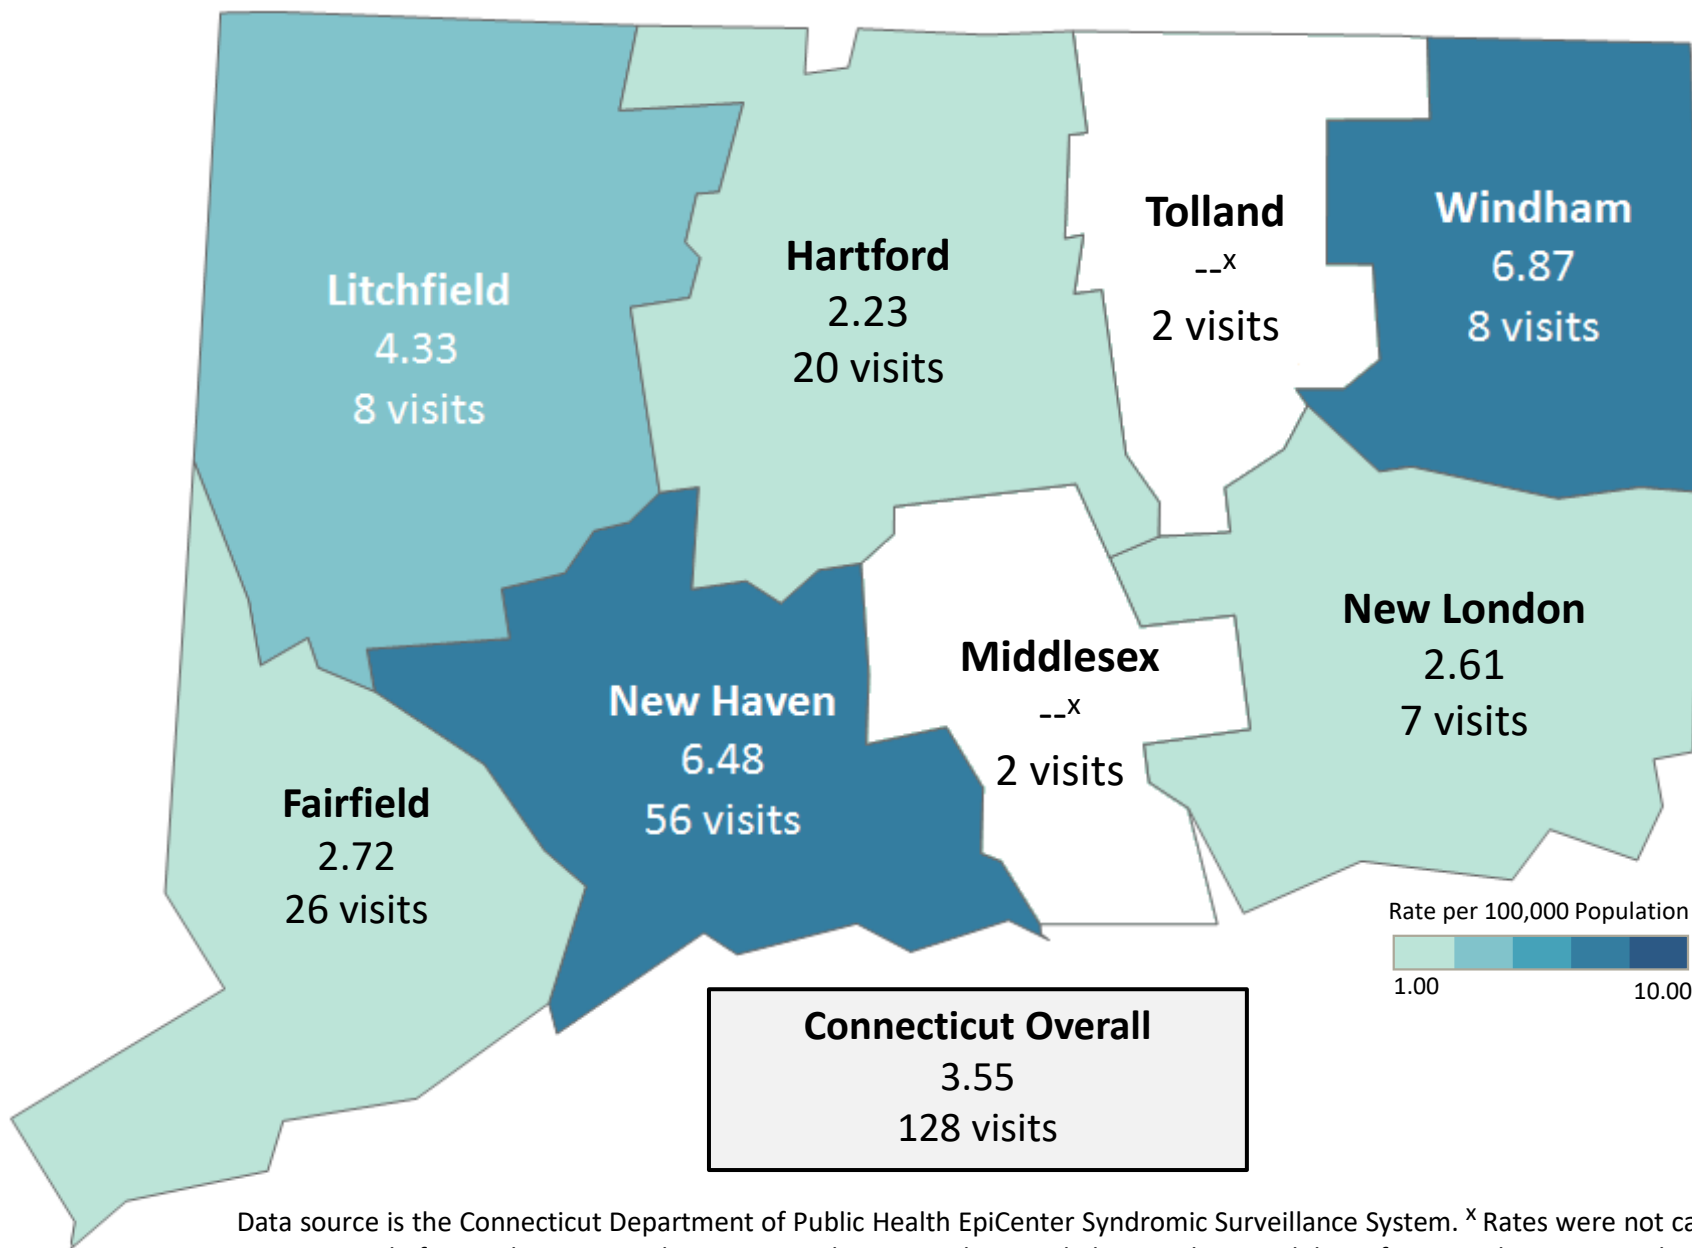 Litchfield
4.33
8 visits
Hartford
2.23
20 visits
Tolland
--ˣ
2 visits
Windham
6.87
8 visits
New Haven
6.48
56 visits
Middlesex
--ˣ
2 visits
New London
2.61
7 visits
Fairfield
2.72
26 visits
Rate per 100,000 Population
1.00
10.00
Connecticut Overall
3.55
128 visits
Data source is the Connecticut Department of Public Health EpiCenter Syndromic Surveillance System. ˣ Rates were not ca